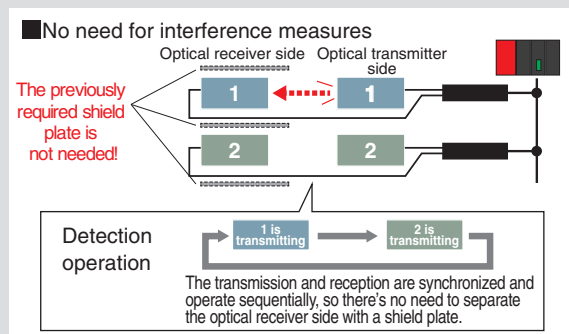 ■No need for interference measures
Optical receiver side
Optical transmitter
side
The previously
required shield
plate is
not needed!
1
1
2
2
Detection
operation
1 is
transmitting
2 is
transmitting
The transmission and reception are synchronized and
operate sequentially, so there's no need to separate
the optical receiver side with a shield plate.